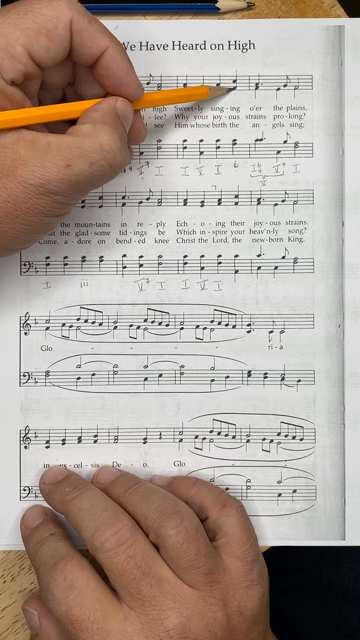 We Have Heard on High
high Sweet-ly sing-ing o'er the plains,
Why your joy-ous strains pro-long?
see Him whose birth the an-gels sing;
I I V I I V I
the moun-tains in re-ply Ech-o-ing their joy-ous strains.
the glad-some tid-ings be Which in-spire your heav'n-ly song?
Come, a-dore on bend-ed knee Christ the Lord, the new-born King.
I iii V7 I I V I
Glo - - - ri-a
in ex-cel-sis De - o. Glo - -